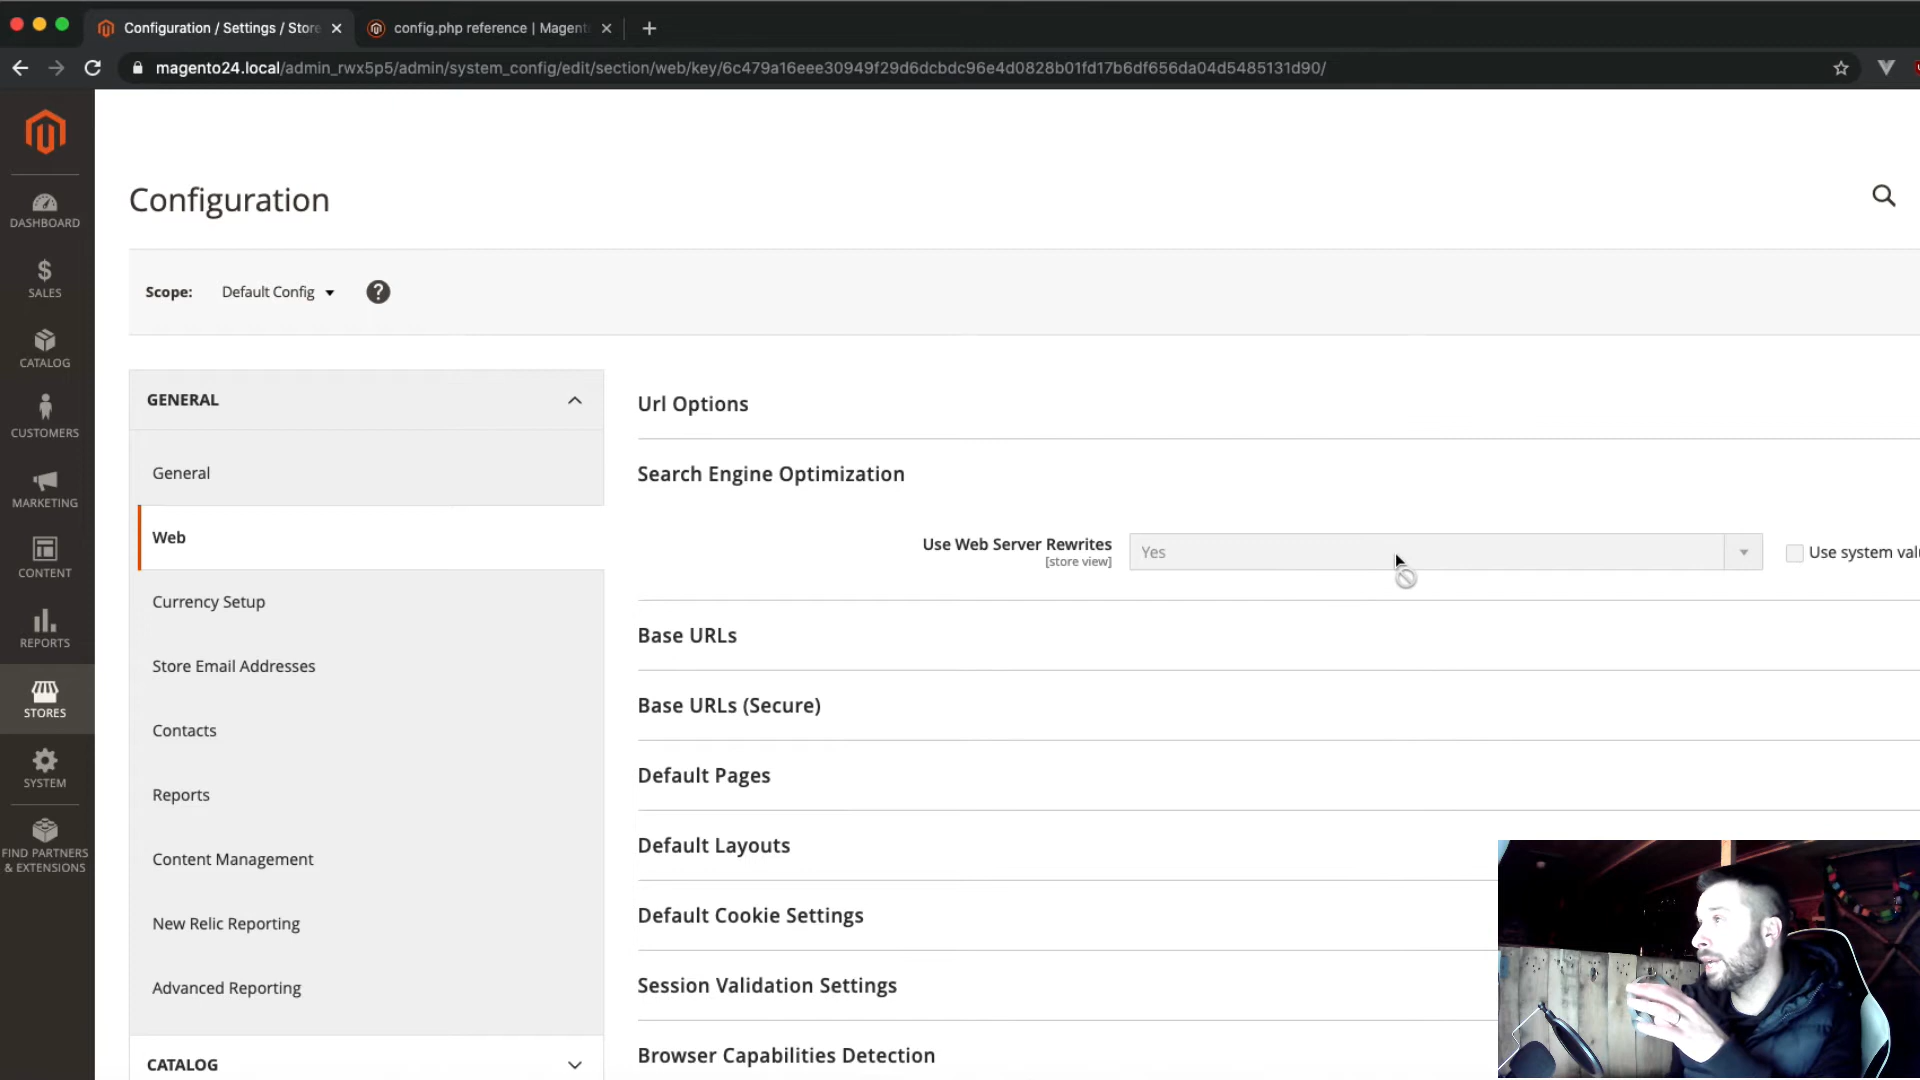 Configuration / Settings / Store
config.php reference | Magent
magento24.local/admin_rwx5p5/admin/system_config/edit/section/web/key/6c479a16eee30949f29d6dcbdc96e4d0828b01fd17b6df656da04d5485131d90/
DASHBOARD
SALES
CATALOG
CUSTOMERS
MARKETING
CONTENT
REPORTS
STORES
SYSTEM
FIND PARTNERS
& EXTENSIONS
Configuration
Scope: Default Config ?
GENERAL
General
Web
Currency Setup
Store Email Addresses
Contacts
Reports
Content Management
New Relic Reporting
Advanced Reporting
CATALOG
Url Options
Search Engine Optimization
Use Web Server Rewrites
[store view]
Yes
Use system val
Base URLs
Base URLs (Secure)
Default Pages
Default Layouts
Default Cookie Settings
Session Validation Settings
Browser Capabilities Detection